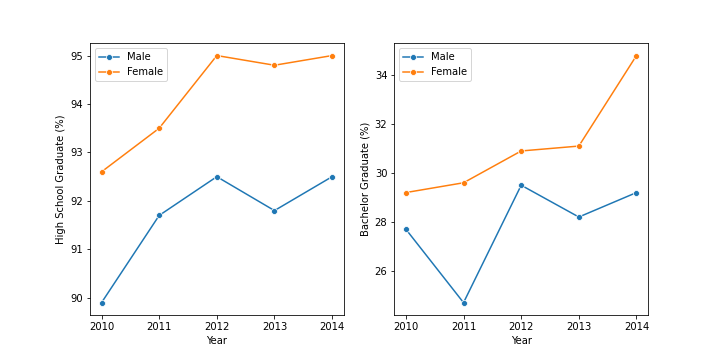 High School Graduate (%)
95
94
93
92
91
90
Male
Female
2010 2011 2012 2013 2014
Year
Bachelor Graduate (%)
34
32
30
28
26
Male
Female
2010 2011 2012 2013 2014
Year